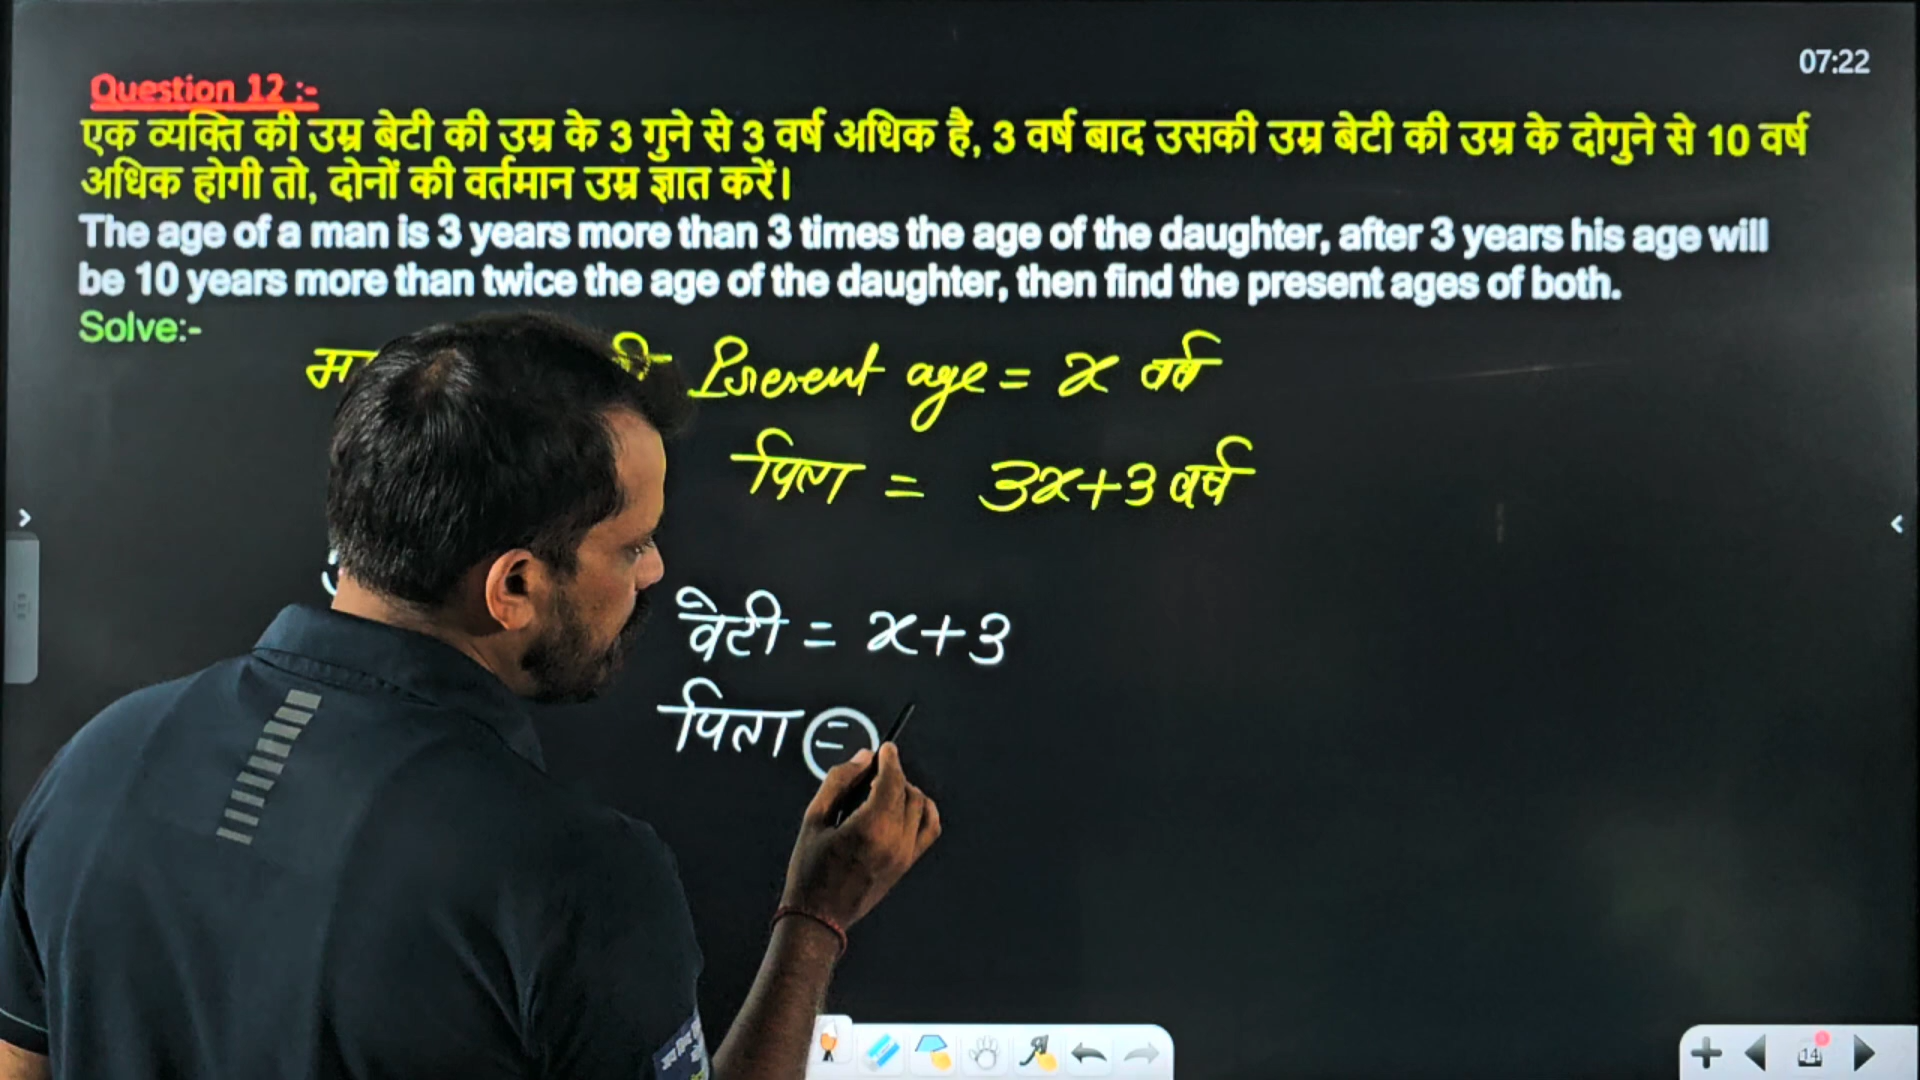 07:22
Question 12 :-
एक व्यक्ति की उम्र बेटी की उम्र के 3 गुने से 3 वर्ष अधिक है, 3 वर्ष बाद उसकी उम्र बेटी की उम्र के दोगुने से 10 वर्ष
अधिक होगी तो, दोनों की वर्तमान उम्र ज्ञात करें।
The age of a man is 3 years more than 3 times the age of the daughter, after 3 years his age will
be 10 years more than twice the age of the daughter, then find the present ages of both.
Solve:-
Present age = x वर्ष
पिता = 3x+3 वर्ष
बेटी = x+3
पिता =
14